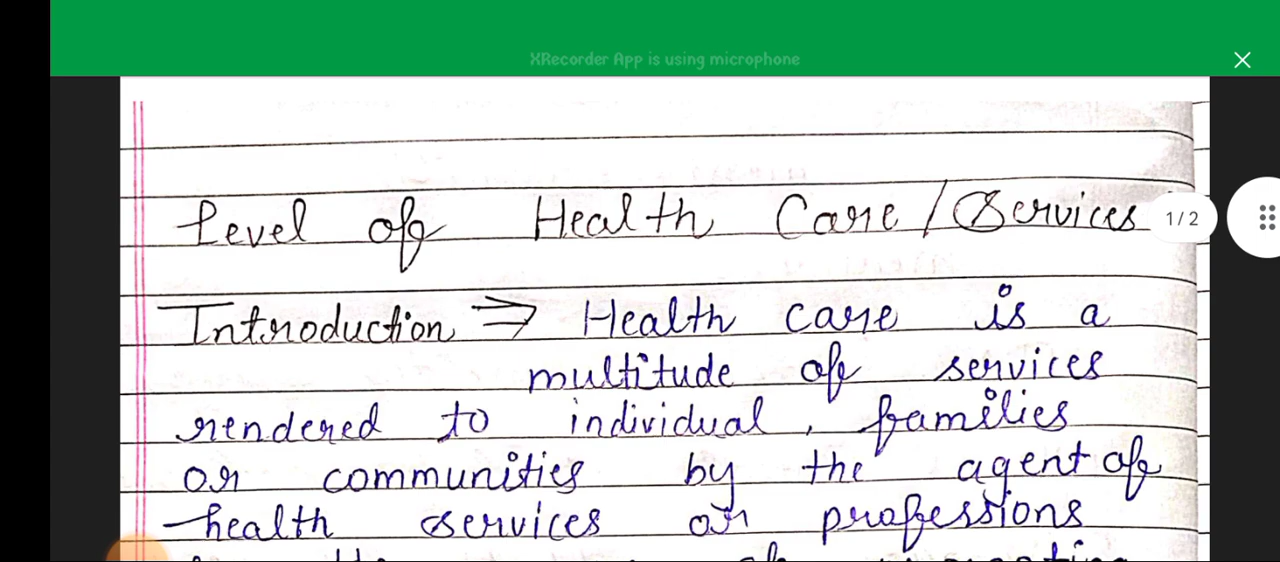 XRecorder App is using microphone
Level of Health Care/Services
1/2
Introduction ⇒ Health care is a
multitude of services
rendered to individual, families
or communities by the agent of
health services or professions